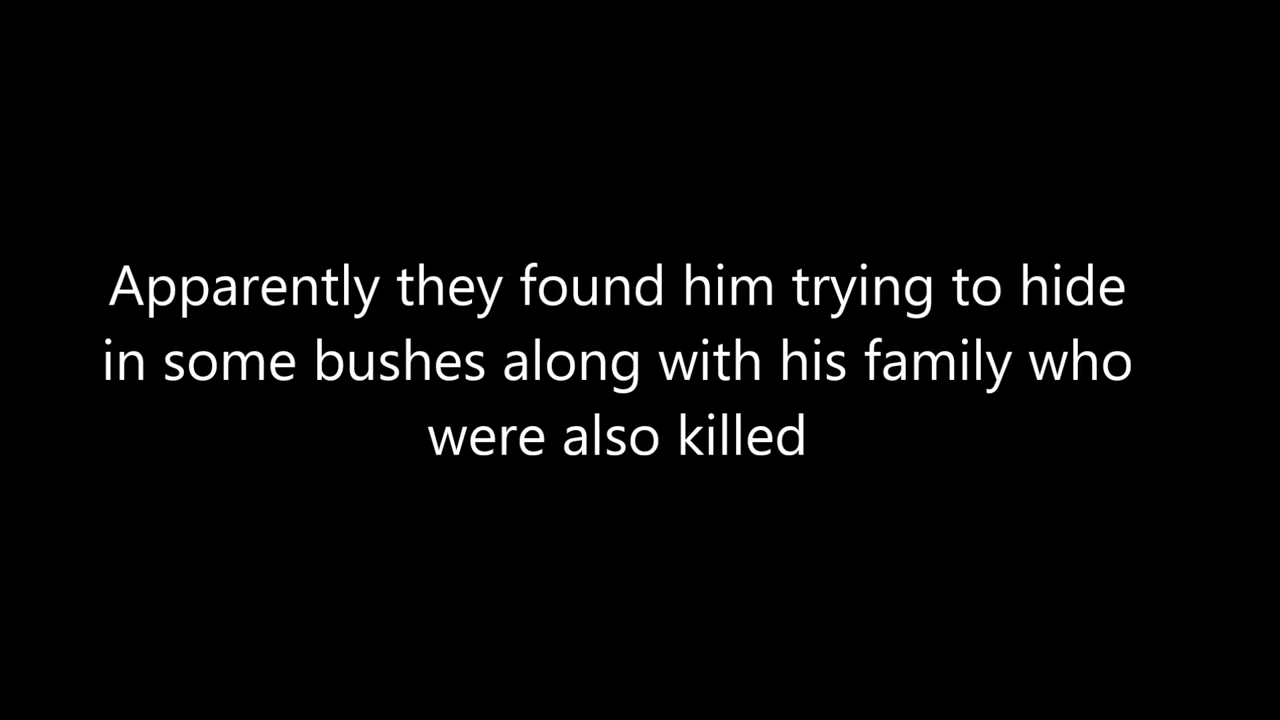 Apparently they found him trying to hide
in some bushes along with his family who
were also killed